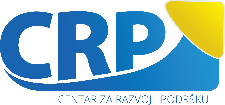 CRP
CENTAR ZA RAZVOJ I PODRŠKU